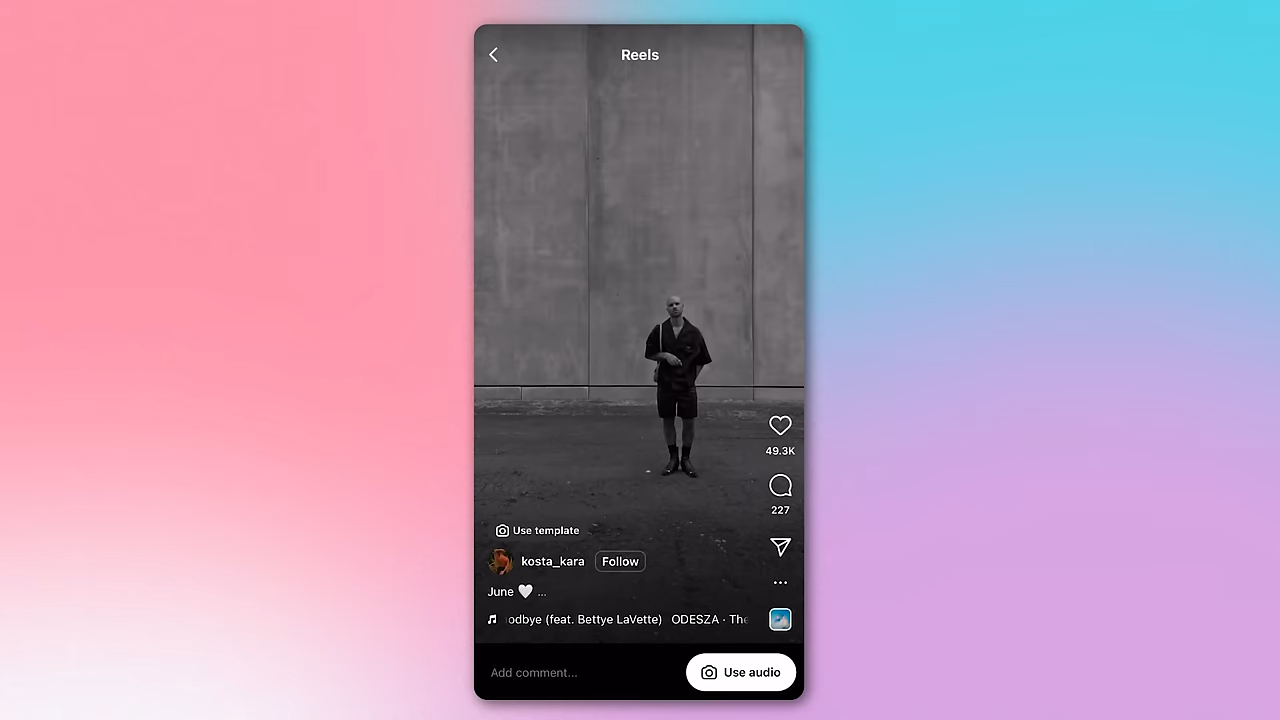 Reels
49.3K
227
Use template
kosta_kara Follow
June 🤍 ...
odbye (feat. Bettye LaVette) ODESZA · The
Add comment...
Use audio